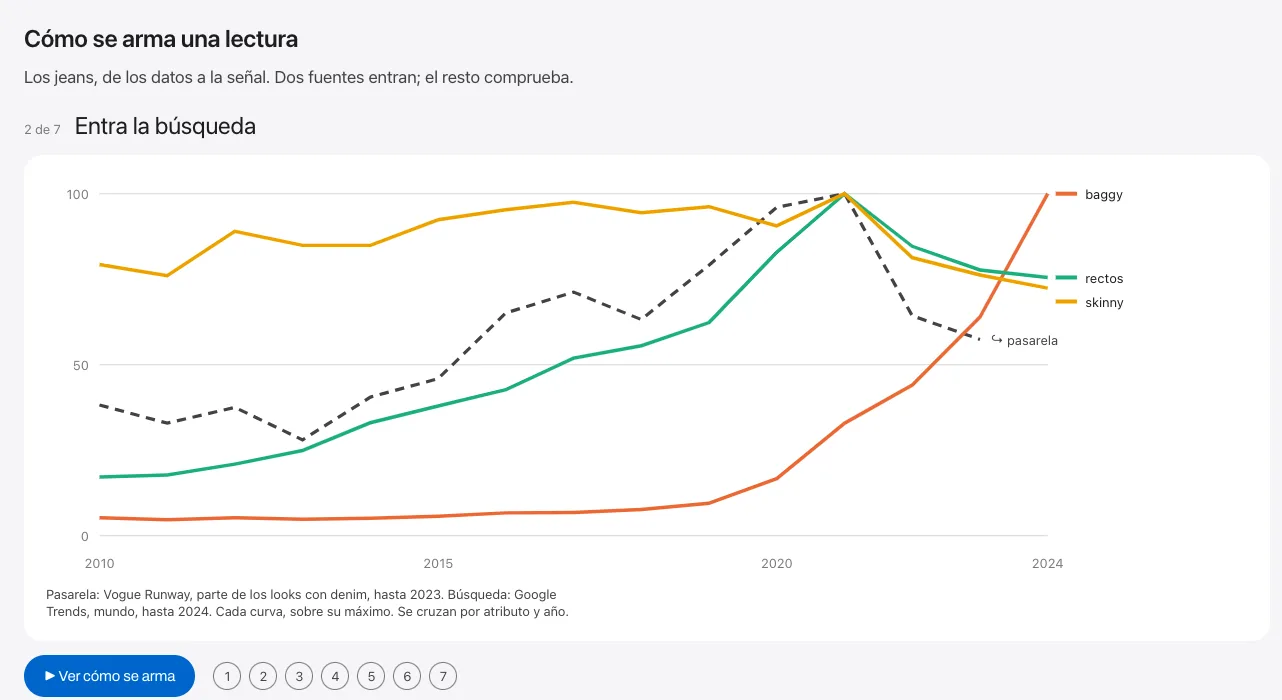 Cómo se arma una lectura
Los jeans, de los datos a la señal. Dos fuentes entran; el resto comprueba.
2 de 7 Entra la búsqueda
100
50
0
2010 2015 2020 2024
baggy
rectos
skinny
↪ pasarela
Pasarela: Vogue Runway, parte de los looks con denim, hasta 2023. Búsqueda: Google
Trends, mundo, hasta 2024. Cada curva, sobre su máximo. Se cruzan por atributo y año.
▶ Ver cómo se arma 1 2 3 4 5 6 7